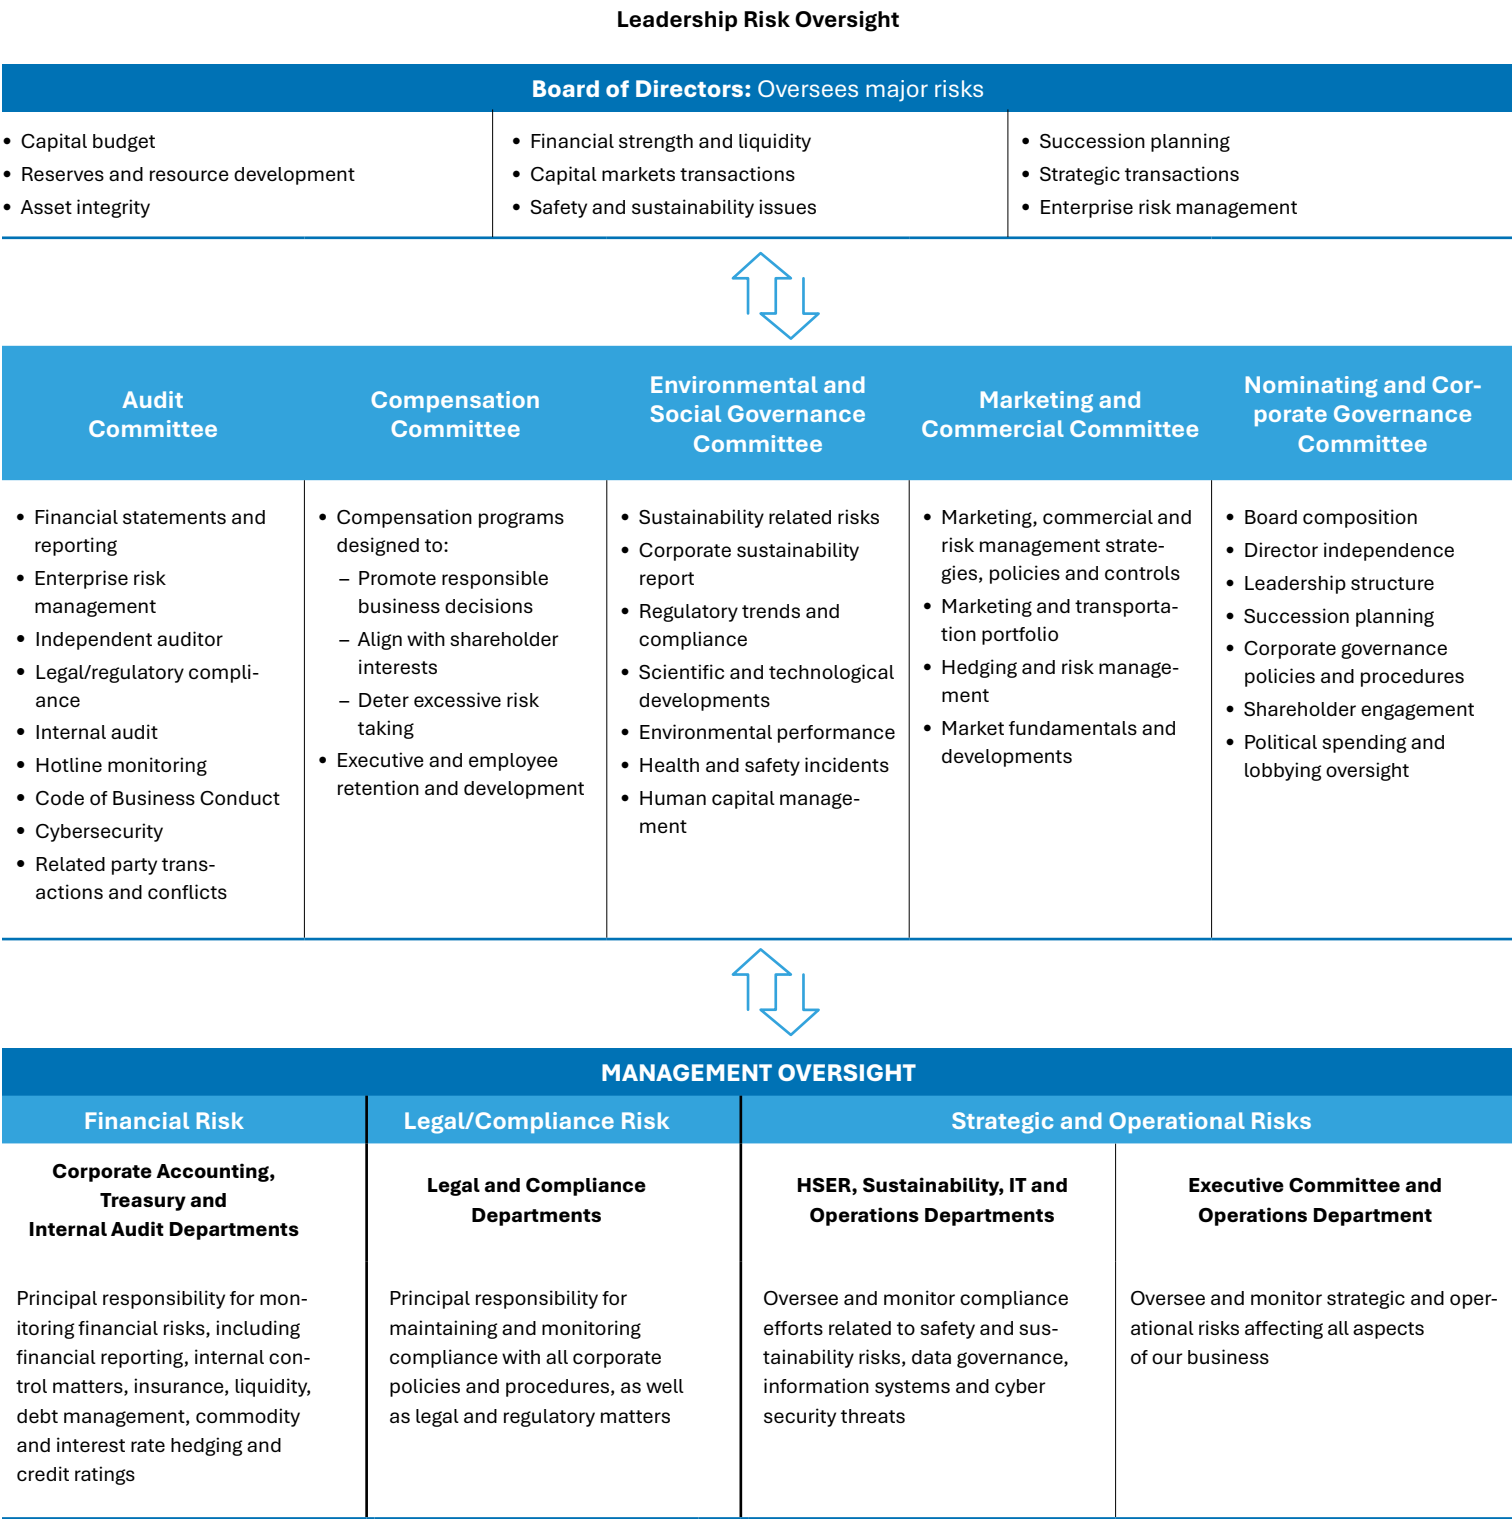 Leadership Risk Oversight
Board of Directors: Oversees major risks
• Capital budget
• Reserves and resource development
• Asset integrity
• Financial strength and liquidity
• Capital markets transactions
• Safety and sustainability issues
• Succession planning
• Strategic transactions
• Enterprise risk management
Audit
Committee
• Financial statements and
reporting
• Enterprise risk
management
• Independent auditor
• Legal/regulatory compli-
ance
• Internal audit
• Hotline monitoring
• Code of Business Conduct
• Cybersecurity
• Related party trans-
actions and conflicts
Compensation
Committee
• Compensation programs
designed to:
– Promote responsible
business decisions
– Align with shareholder
interests
– Deter excessive risk
taking
• Executive and employee
retention and development
Environmental and
Social Governance
Committee
• Sustainability related risks
• Corporate sustainability
report
• Regulatory trends and
compliance
• Scientific and technological
developments
• Environmental performance
• Health and safety incidents
• Human capital manage-
ment
Marketing and
Commercial Committee
• Marketing, commercial and
risk management strate-
gies, policies and controls
• Marketing and transporta-
tion portfolio
• Hedging and risk manage-
ment
• Market fundamentals and
developments
Nominating and Cor-
porate Governance
Committee
• Board composition
• Director independence
• Leadership structure
• Succession planning
• Corporate governance
policies and procedures
• Shareholder engagement
• Political spending and
lobbying oversight
MANAGEMENT OVERSIGHT
Financial Risk
Corporate Accounting,
Treasury and
Internal Audit Departments
Principal responsibility for mon-
itoring financial risks, including
financial reporting, internal con-
trol matters, insurance, liquidity,
debt management, commodity
and interest rate hedging and
credit ratings
Legal/Compliance Risk
Legal and Compliance
Departments
Principal responsibility for
maintaining and monitoring
compliance with all corporate
policies and procedures, as well
as legal and regulatory matters
Strategic and Operational Risks
HSER, Sustainability, IT and
Operations Departments
Oversee and monitor compliance
efforts related to safety and sus-
tainability risks, data governance,
information systems and cyber
security threats
Executive Committee and
Operations Department
Oversee and monitor strategic and oper-
ational risks affecting all aspects
of our business